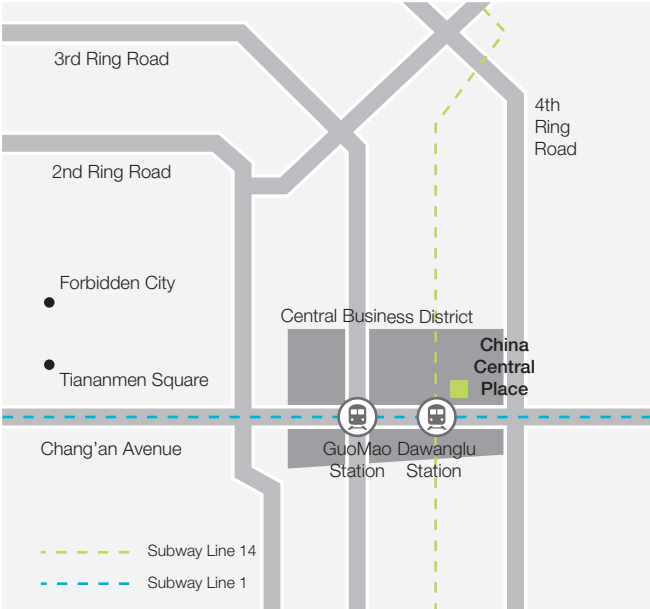 3rd Ring Road
4th
Ring
Road
2nd Ring Road
Forbidden City
Central Business District
China
Central
Place
Tiananmen Square
Chang’an Avenue
GuoMao
Station
Dawanglu
Station
Subway Line 14
Subway Line 1